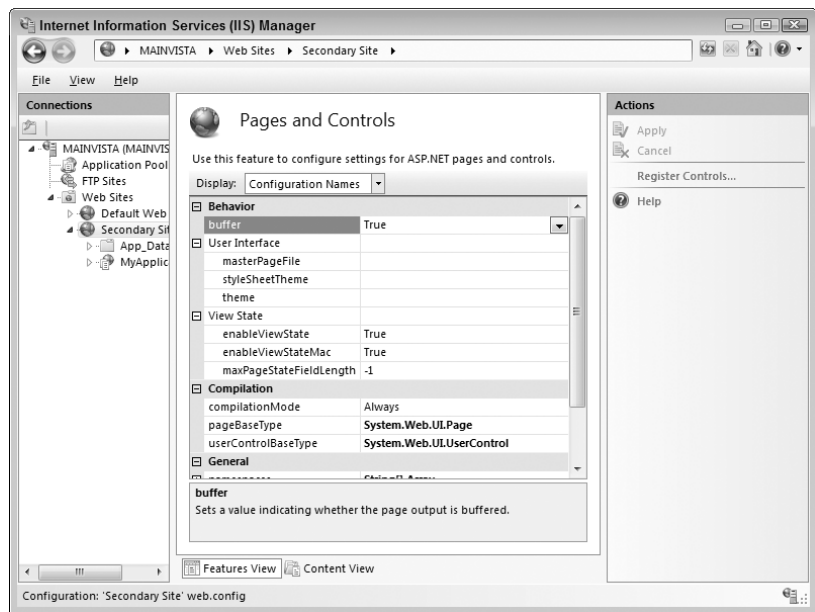 Internet Information Services (IIS) Manager
MAINVISTA Web Sites Secondary Site
File View Help
Connections
MAINVISTA (MAINVIS
Application Pool
FTP Sites
Web Sites
Default Web
Secondary Sit
App_Data
MyApplic
Pages and Controls
Use this feature to configure settings for ASP.NET pages and controls.
Display: Configuration Names
Behavior
buffer True
User Interface
masterPageFile
styleSheetTheme
theme
View State
enableViewState True
enableViewStateMac True
maxPageStateFieldLength -1
Compilation
compilationMode Always
pageBaseType System.Web.UI.Page
userControlBaseType System.Web.UI.UserControl
General
namespaces String[] Array
buffer
Sets a value indicating whether the page output is buffered.
Features View Content View
Actions
Apply
Cancel
Register Controls...
Help
Configuration: 'Secondary Site' web.config